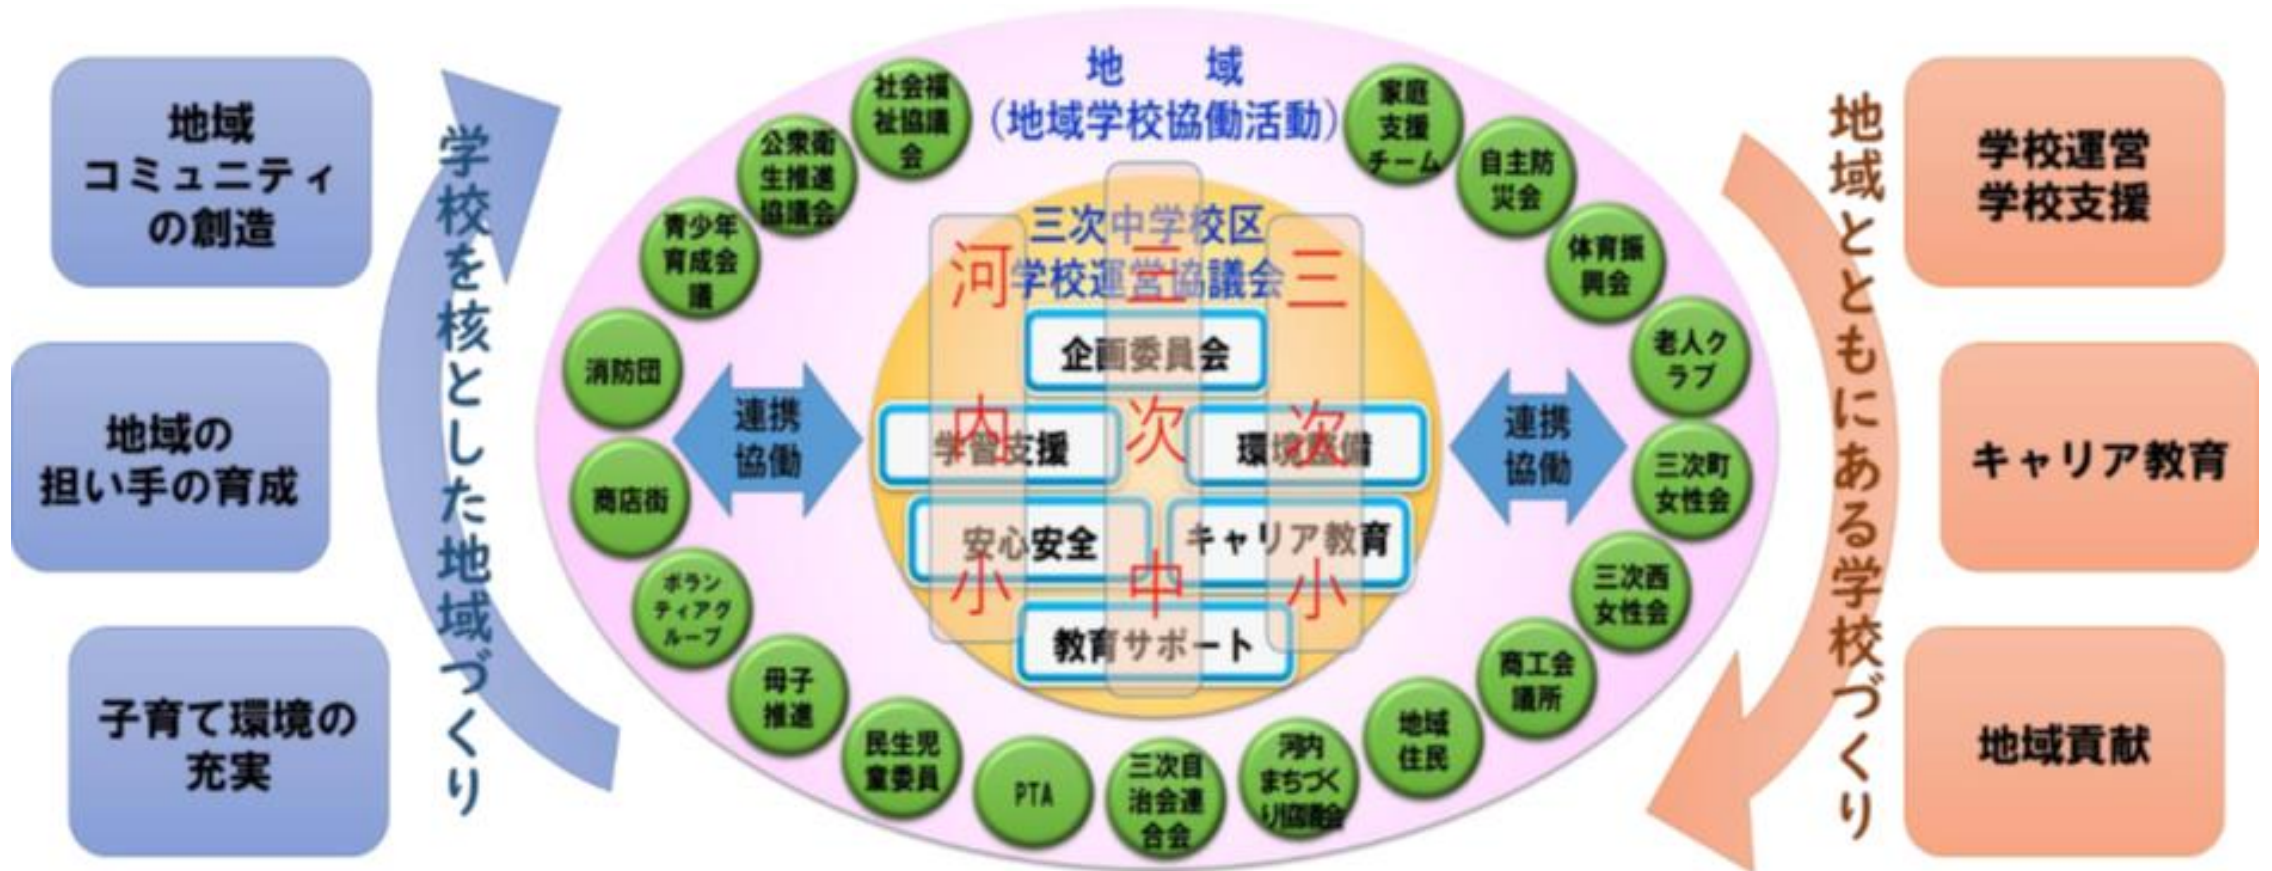 地域
コミュニティ
の創造
地域の
担い手の育成
子育て環境の
充実
学校を核とした地域づくり
地　域
（地域学校協働活動）
社会福
祉協議
会
公衆衛
生推進
協議会
青少年
育成会
議
消防団
商店街
ボラン
ティアグ
ループ
母子
推進
民生児
童委員
PTA
三次自
治会連
合会
河内
まちづく
り協議会
地域
住民
商工会
議所
三次西
女性会
三次町
女性会
老人ク
ラブ
体育振
興会
自主防
災会
家庭
支援
チーム
連携
協働
三次中学校区
学校運営協議会
企画委員会
学習支援
環境整備
安心安全
キャリア教育
教育サポート
河内小
三次中
三次小
連携
協働
地域とともにある学校づくり
学校運営
学校支援
キャリア教育
地域貢献